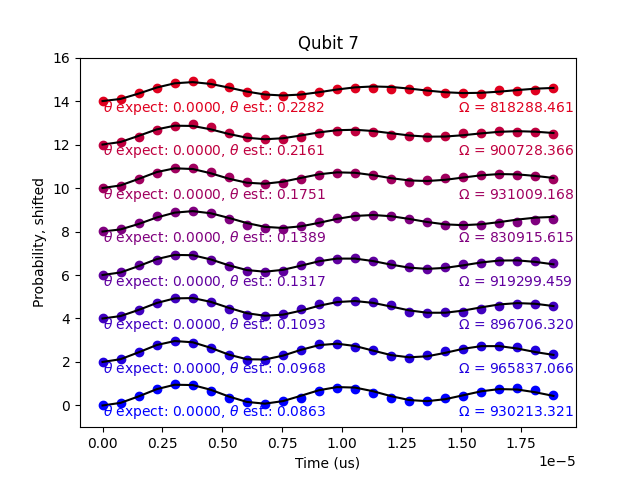 Qubit 7
16
14
12
10
8
6
4
2
0
Probability, shifted
θ expect: 0.0000, θ est.: 0.2282 Ω = 818288.461
θ expect: 0.0000, θ est.: 0.2161 Ω = 900728.366
θ expect: 0.0000, θ est.: 0.1751 Ω = 931009.168
θ expect: 0.0000, θ est.: 0.1389 Ω = 830915.615
θ expect: 0.0000, θ est.: 0.1317 Ω = 919299.459
θ expect: 0.0000, θ est.: 0.1093 Ω = 896706.320
θ expect: 0.0000, θ est.: 0.0968 Ω = 965837.066
θ expect: 0.0000, θ est.: 0.0863 Ω = 930213.321
0.00 0.25 0.50 0.75 1.00 1.25 1.50 1.75
1e−5
Time (us)